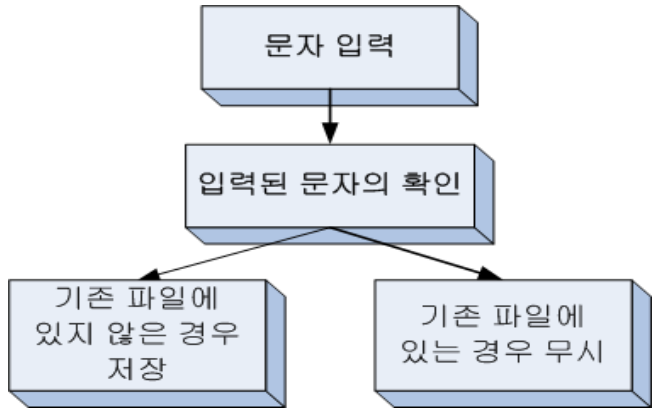 문자 입력
입력된 문자의 확인
기존 파일에
있지 않은 경우
저장
기존 파일에
있는 경우 무시